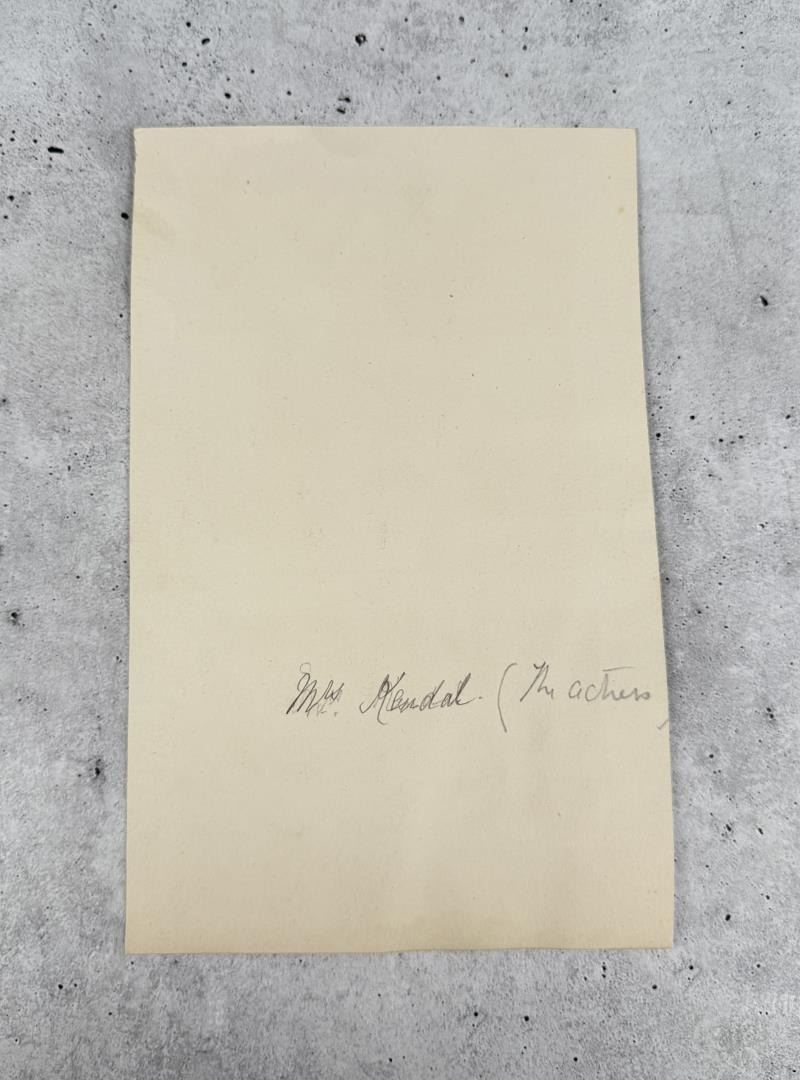 Mrs. Kendal. (The actress)